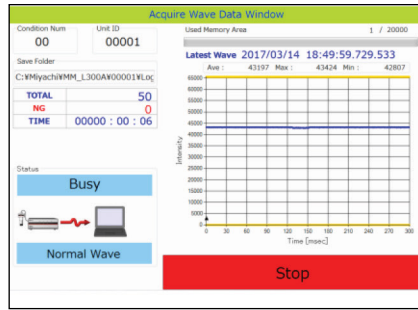 Acquire Wave Data Window
Condition Num
Unit ID
00
00001
Save Folder
C:¥Miyachi¥MM_L300A¥00001¥Log
TOTAL 50
NG 0
TIME 00000 : 00 : 06
Status
Busy
Normal Wave
Used Memory Area 1 / 20000
Latest Wave 2017/03/14 18:49:59.729.533
Ave : 43197 Max : 43424 Min : 42807
Intensity
65000
60000
55000
50000
45000
40000
35000
30000
25000
20000
15000
10000
5000
0
0 30 60 90 120 150 180 210 240 270 300
Time [msec]
Stop